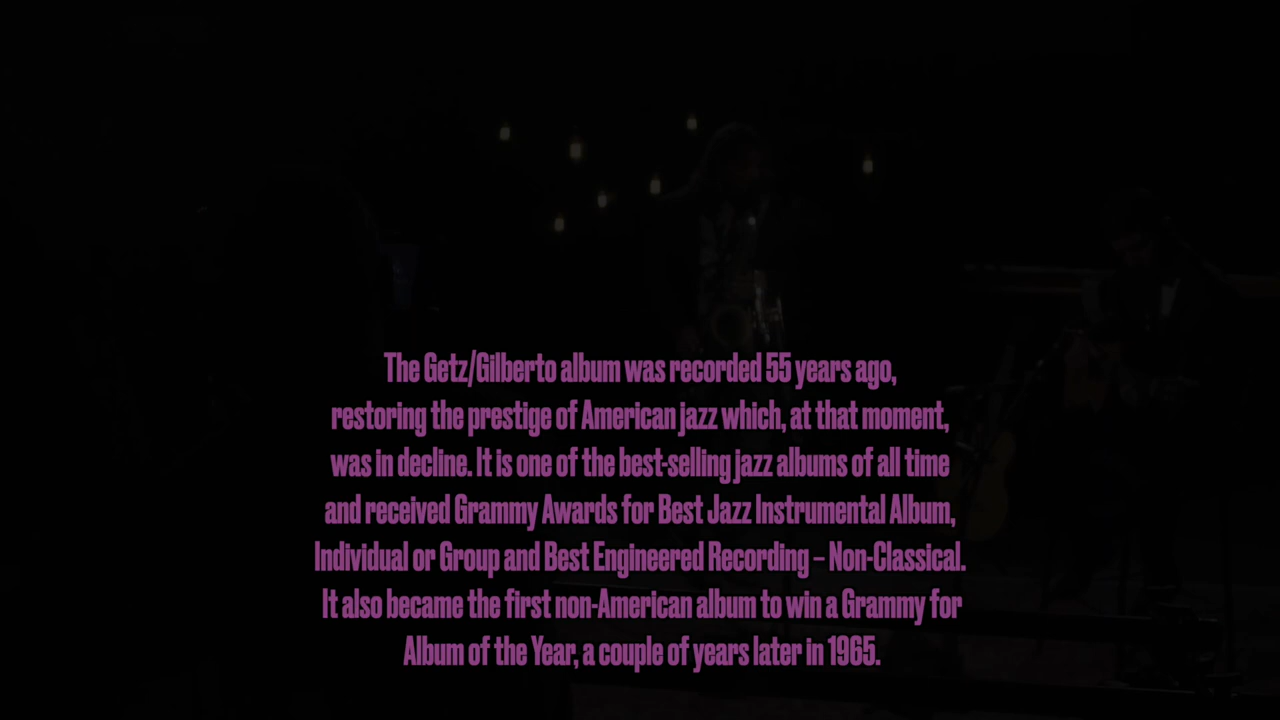 The Getz/Gilberto album was recorded 55 years ago,
restoring the prestige of American jazz which, at that moment,
was in decline. It is one of the best-selling jazz albums of all time
and received Grammy Awards for Best Jazz Instrumental Album,
Individual or Group and Best Engineered Recording – Non-Classical.
It also became the first non-American album to win a Grammy for
Album of the Year, a couple of years later in 1965.